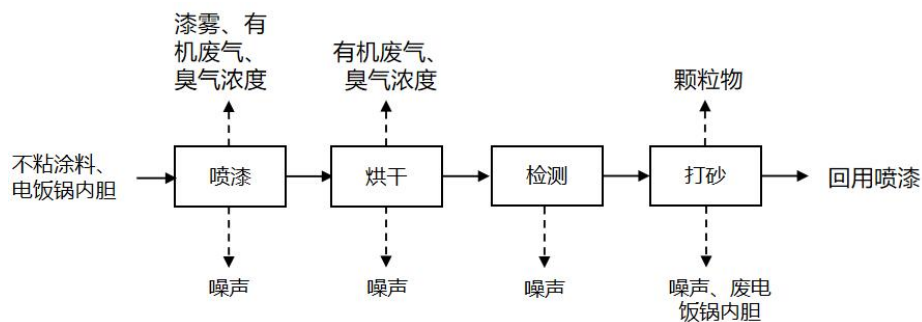 漆雾、有
机废气、
臭气浓度
有机废气、
臭气浓度
颗粒物
不粘涂料、
电饭锅内胆
喷漆
烘干
检测
打砂
回用喷漆
噪声
噪声
噪声
噪声、废电
饭锅内胆